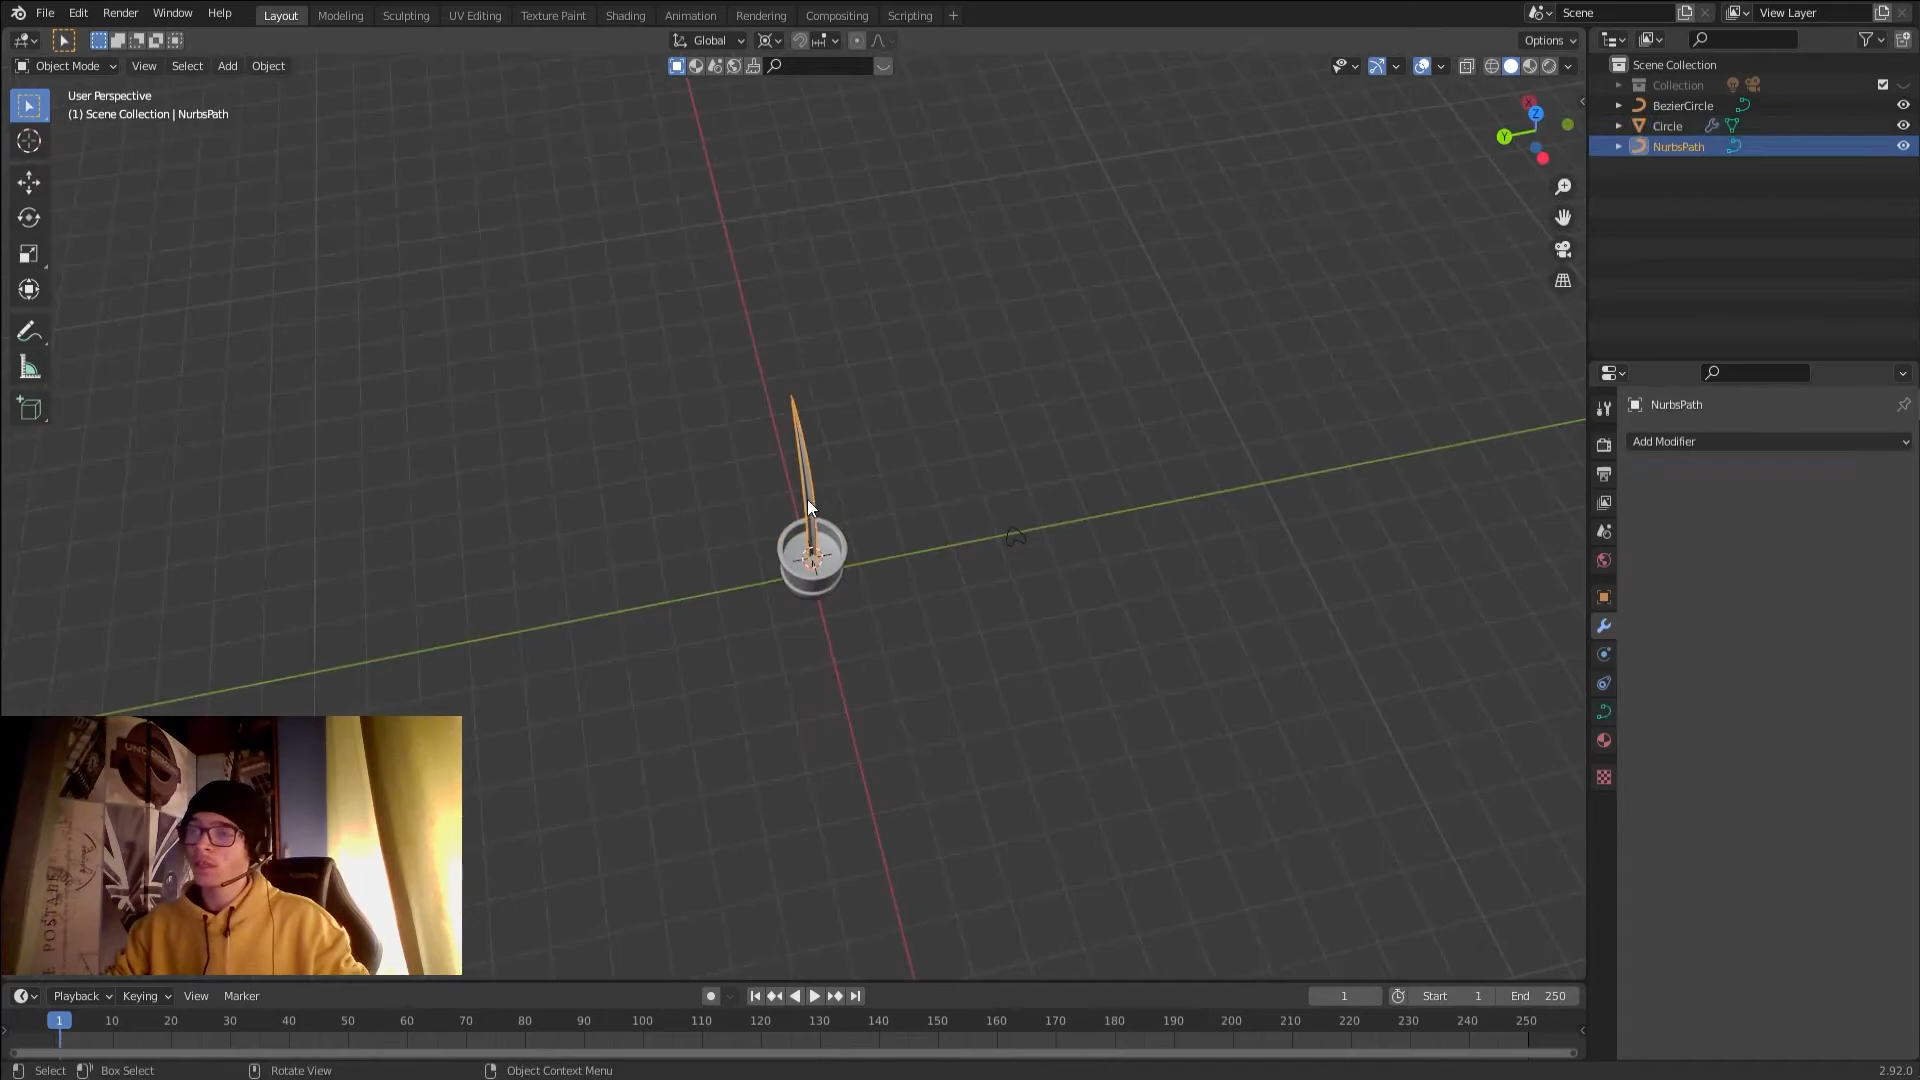 File Edit Render Window Help Layout Modeling Sculpting UV Editing Texture Paint Shading Animation Rendering Compositing Scripting + Scene View Layer
Global Options
Object Mode View Select Add Object
User Perspective
(1) Scene Collection | NurbsPath
Scene Collection
Collection
BezierCircle
Circle
NurbsPath
X
Y
Z
NurbsPath
Add Modifier
POSTABE
Playback Keying View Marker 1 Start 1 End 250
1 10 20 30 40 50 60 70 80 90 100 110 120 130 140 150 160 170 180 190 200 210 220 230 240 250
Select Box Select Rotate View Object Context Menu 2.92.0